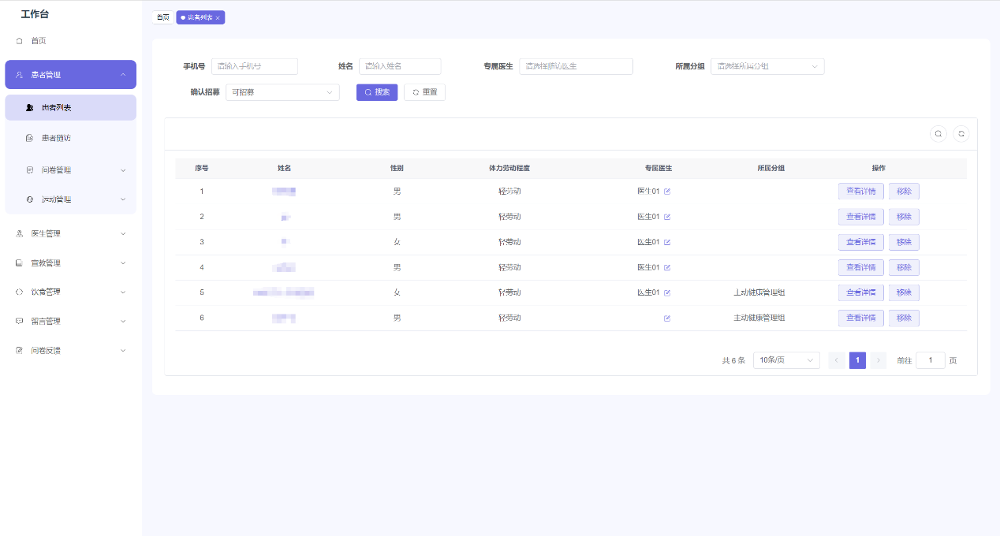 工作台
首页
患者管理
患者列表
患者随访
问卷管理
运动管理
医生管理
宣教管理
饮食管理
留言管理
问卷反馈
首页 患者列表
手机号 请输入手机号 姓名 请输入姓名 专属医生 请选择随访医生 所属分组 请选择所属分组
确认招募 可招募 搜索 重置
序号 姓名 性别 体力劳动程度 专属医生 所属分组 操作
1 男 轻劳动 医生01 查看详情 移除
2 男 轻劳动 医生01 查看详情 移除
3 女 轻劳动 医生01 查看详情 移除
4 男 轻劳动 医生01 查看详情 移除
5 女 轻劳动 医生01 主动健康管理组 查看详情 移除
6 男 轻劳动 主动健康管理组 查看详情 移除
共 6 条 10条/页 1 前往 1 页